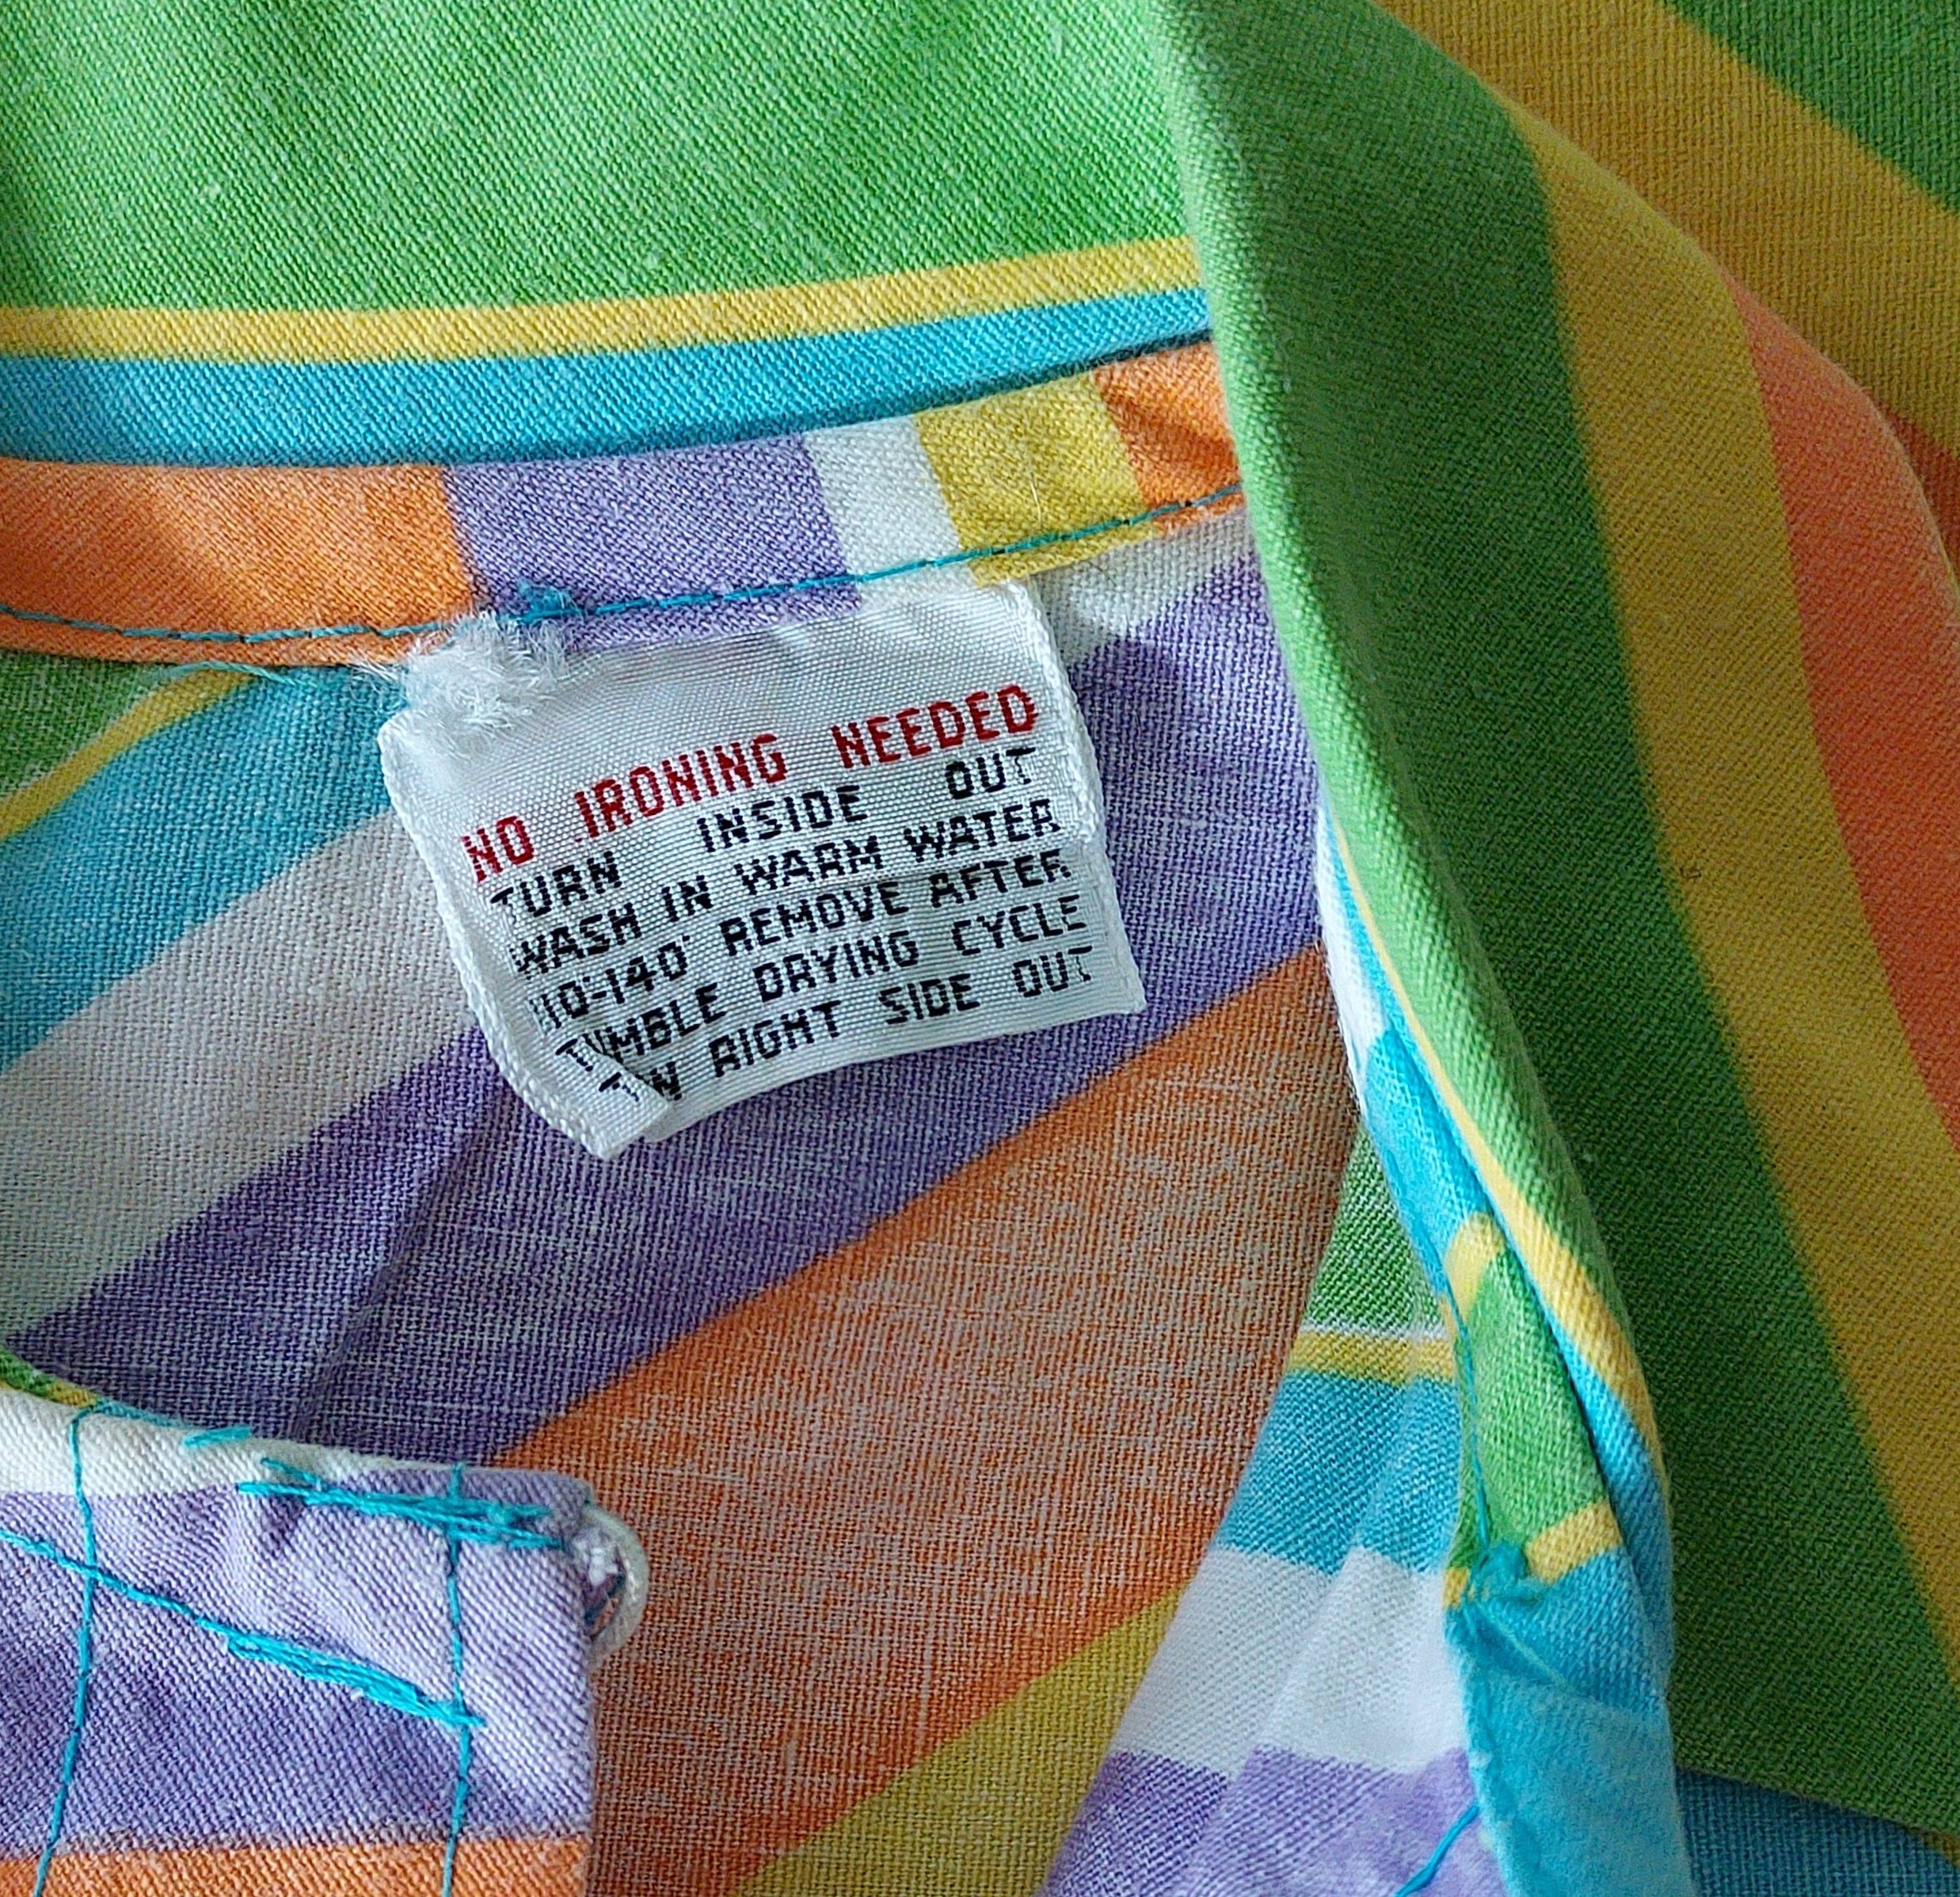 NO IRONING NEEDED
TURN INSIDE OUT
WASH IN WARM WATER
110°-140° REMOVE AFTER
TUMBLE DRYING CYCLE
RIGHT SIDE OUT